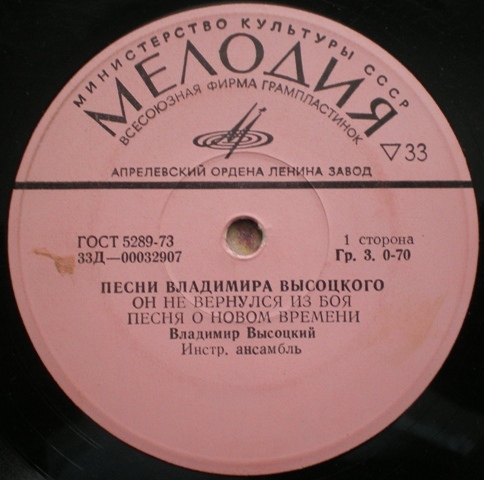 МИНИСТЕРСТВО КУЛЬТУРЫ СССР
МЕЛОДИЯ
ВСЕСОЮЗНАЯ ФИРМА ГРАМПЛАСТИНОК
▽33
АПРЕЛЕВСКИЙ ОРДЕНА ЛЕНИНА ЗАВОД
ГОСТ 5289-73
33Д—00032907
1 сторона
Гр. 3. 0-70
ПЕСНИ ВЛАДИМИРА ВЫСОЦКОГО
ОН НЕ ВЕРНУЛСЯ ИЗ БОЯ
ПЕСНЯ О НОВОМ ВРЕМЕНИ
Владимир Высоцкий
Инстр. ансамбль